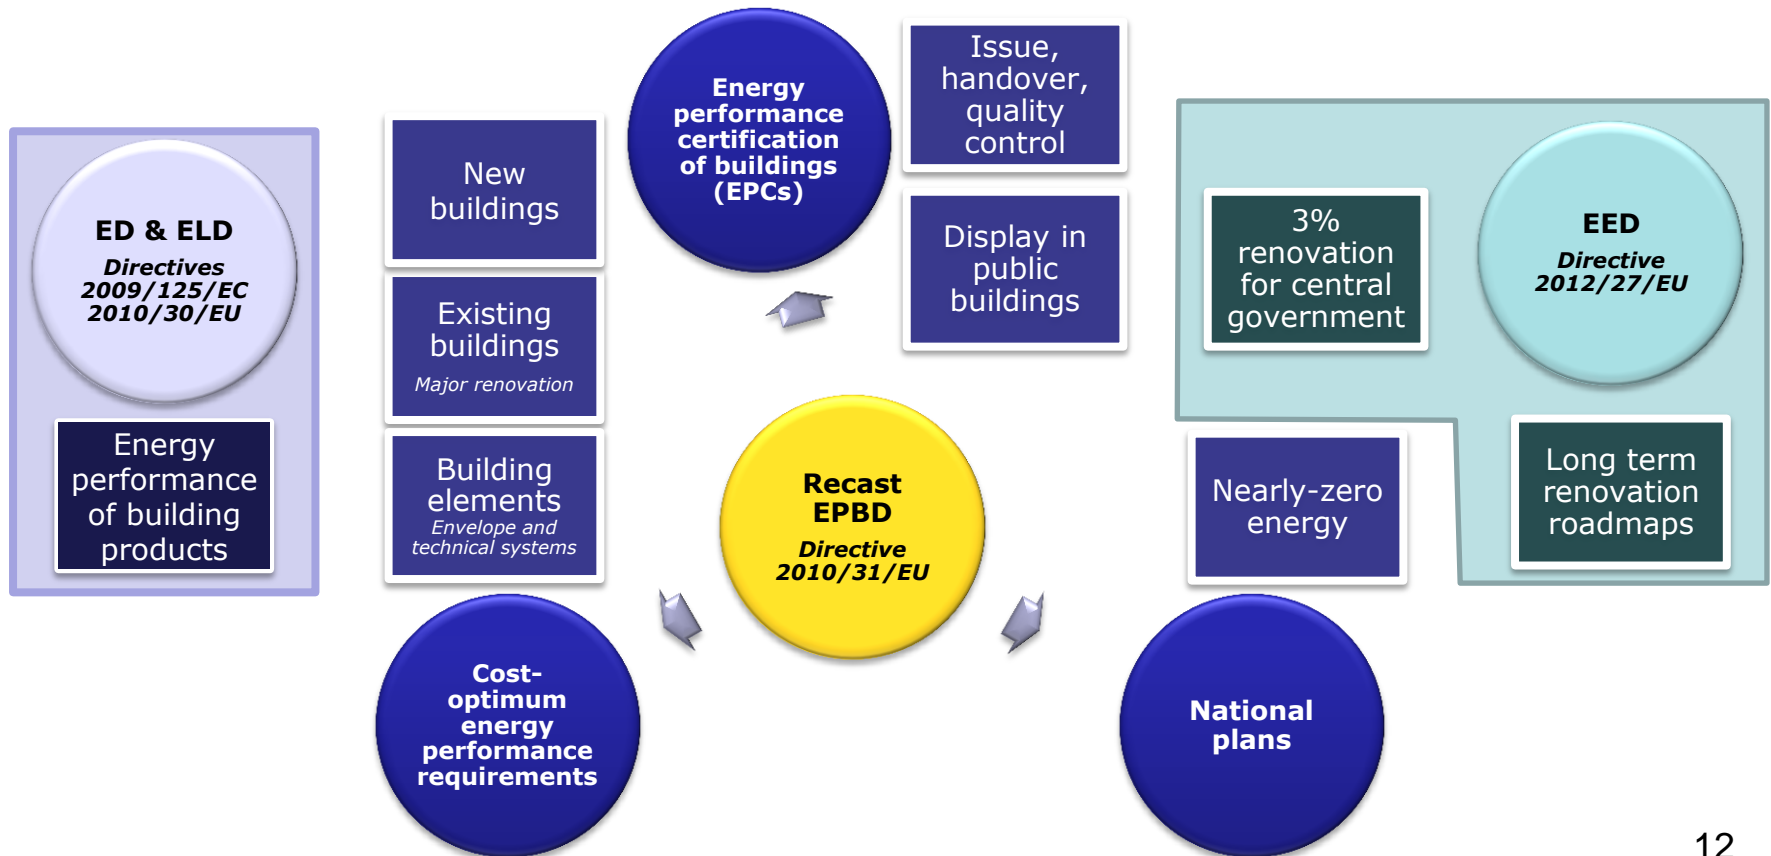 ED & ELD
Directives
2009/125/EC
2010/30/EU
Energy
performance
of building
products
New
buildings
Existing
buildings
Major renovation
Building
elements
Envelope and
technical systems
Cost-
optimum
energy
performance
requirements
Energy
performance
certification
of buildings
(EPCs)
Issue,
handover,
quality
control
Display in
public
buildings
Recast
EPBD
Directive
2010/31/EU
3%
renovation
for central
government
EED
Directive
2012/27/EU
Nearly-zero
energy
Long term
renovation
roadmaps
National
plans
12